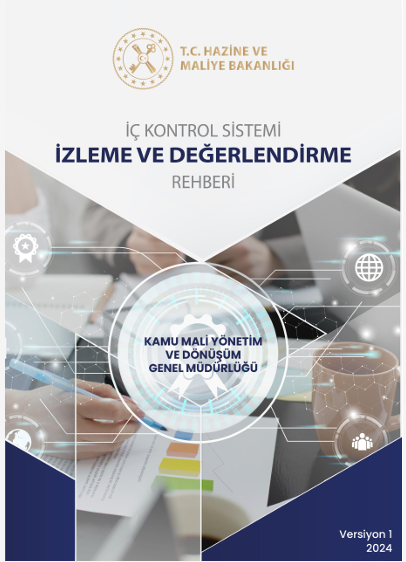 T.C. HAZİNE VE
MALİYE BAKANLIĞI
İÇ KONTROL SİSTEMİ
İZLEME VE DEĞERLENDİRME
REHBERİ
KAMU MALİ YÖNETİM
VE DÖNÜŞÜM
GENEL MÜDÜRLÜĞÜ
Versiyon 1
2024